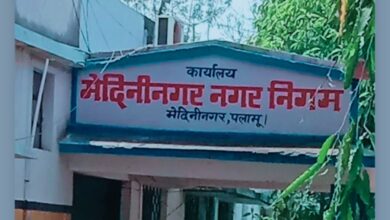 कार्यालय
मेदिनीनगर नगर निगम
मेदिनीनगर, पलामू।